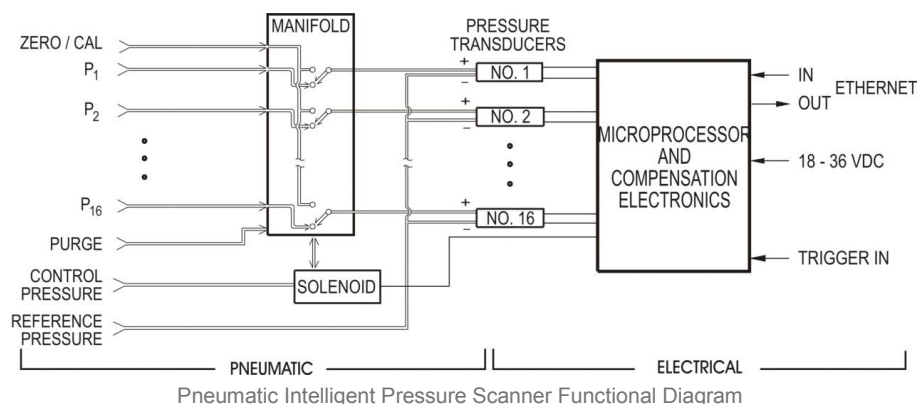 MANIFOLD
PRESSURE
TRANSDUCERS
ZERO / CAL
P1
P2
P16
PURGE
CONTROL
PRESSURE
REFERENCE
PRESSURE
SOLENOID
+
NO. 1
−
+
NO. 2
−
+
NO. 16
−
MICROPROCESSOR
AND
COMPENSATION
ELECTRONICS
IN
OUT
ETHERNET
18 - 36 VDC
TRIGGER IN
PNEUMATIC
ELECTRICAL
Pneumatic Intelligent Pressure Scanner Functional Diagram